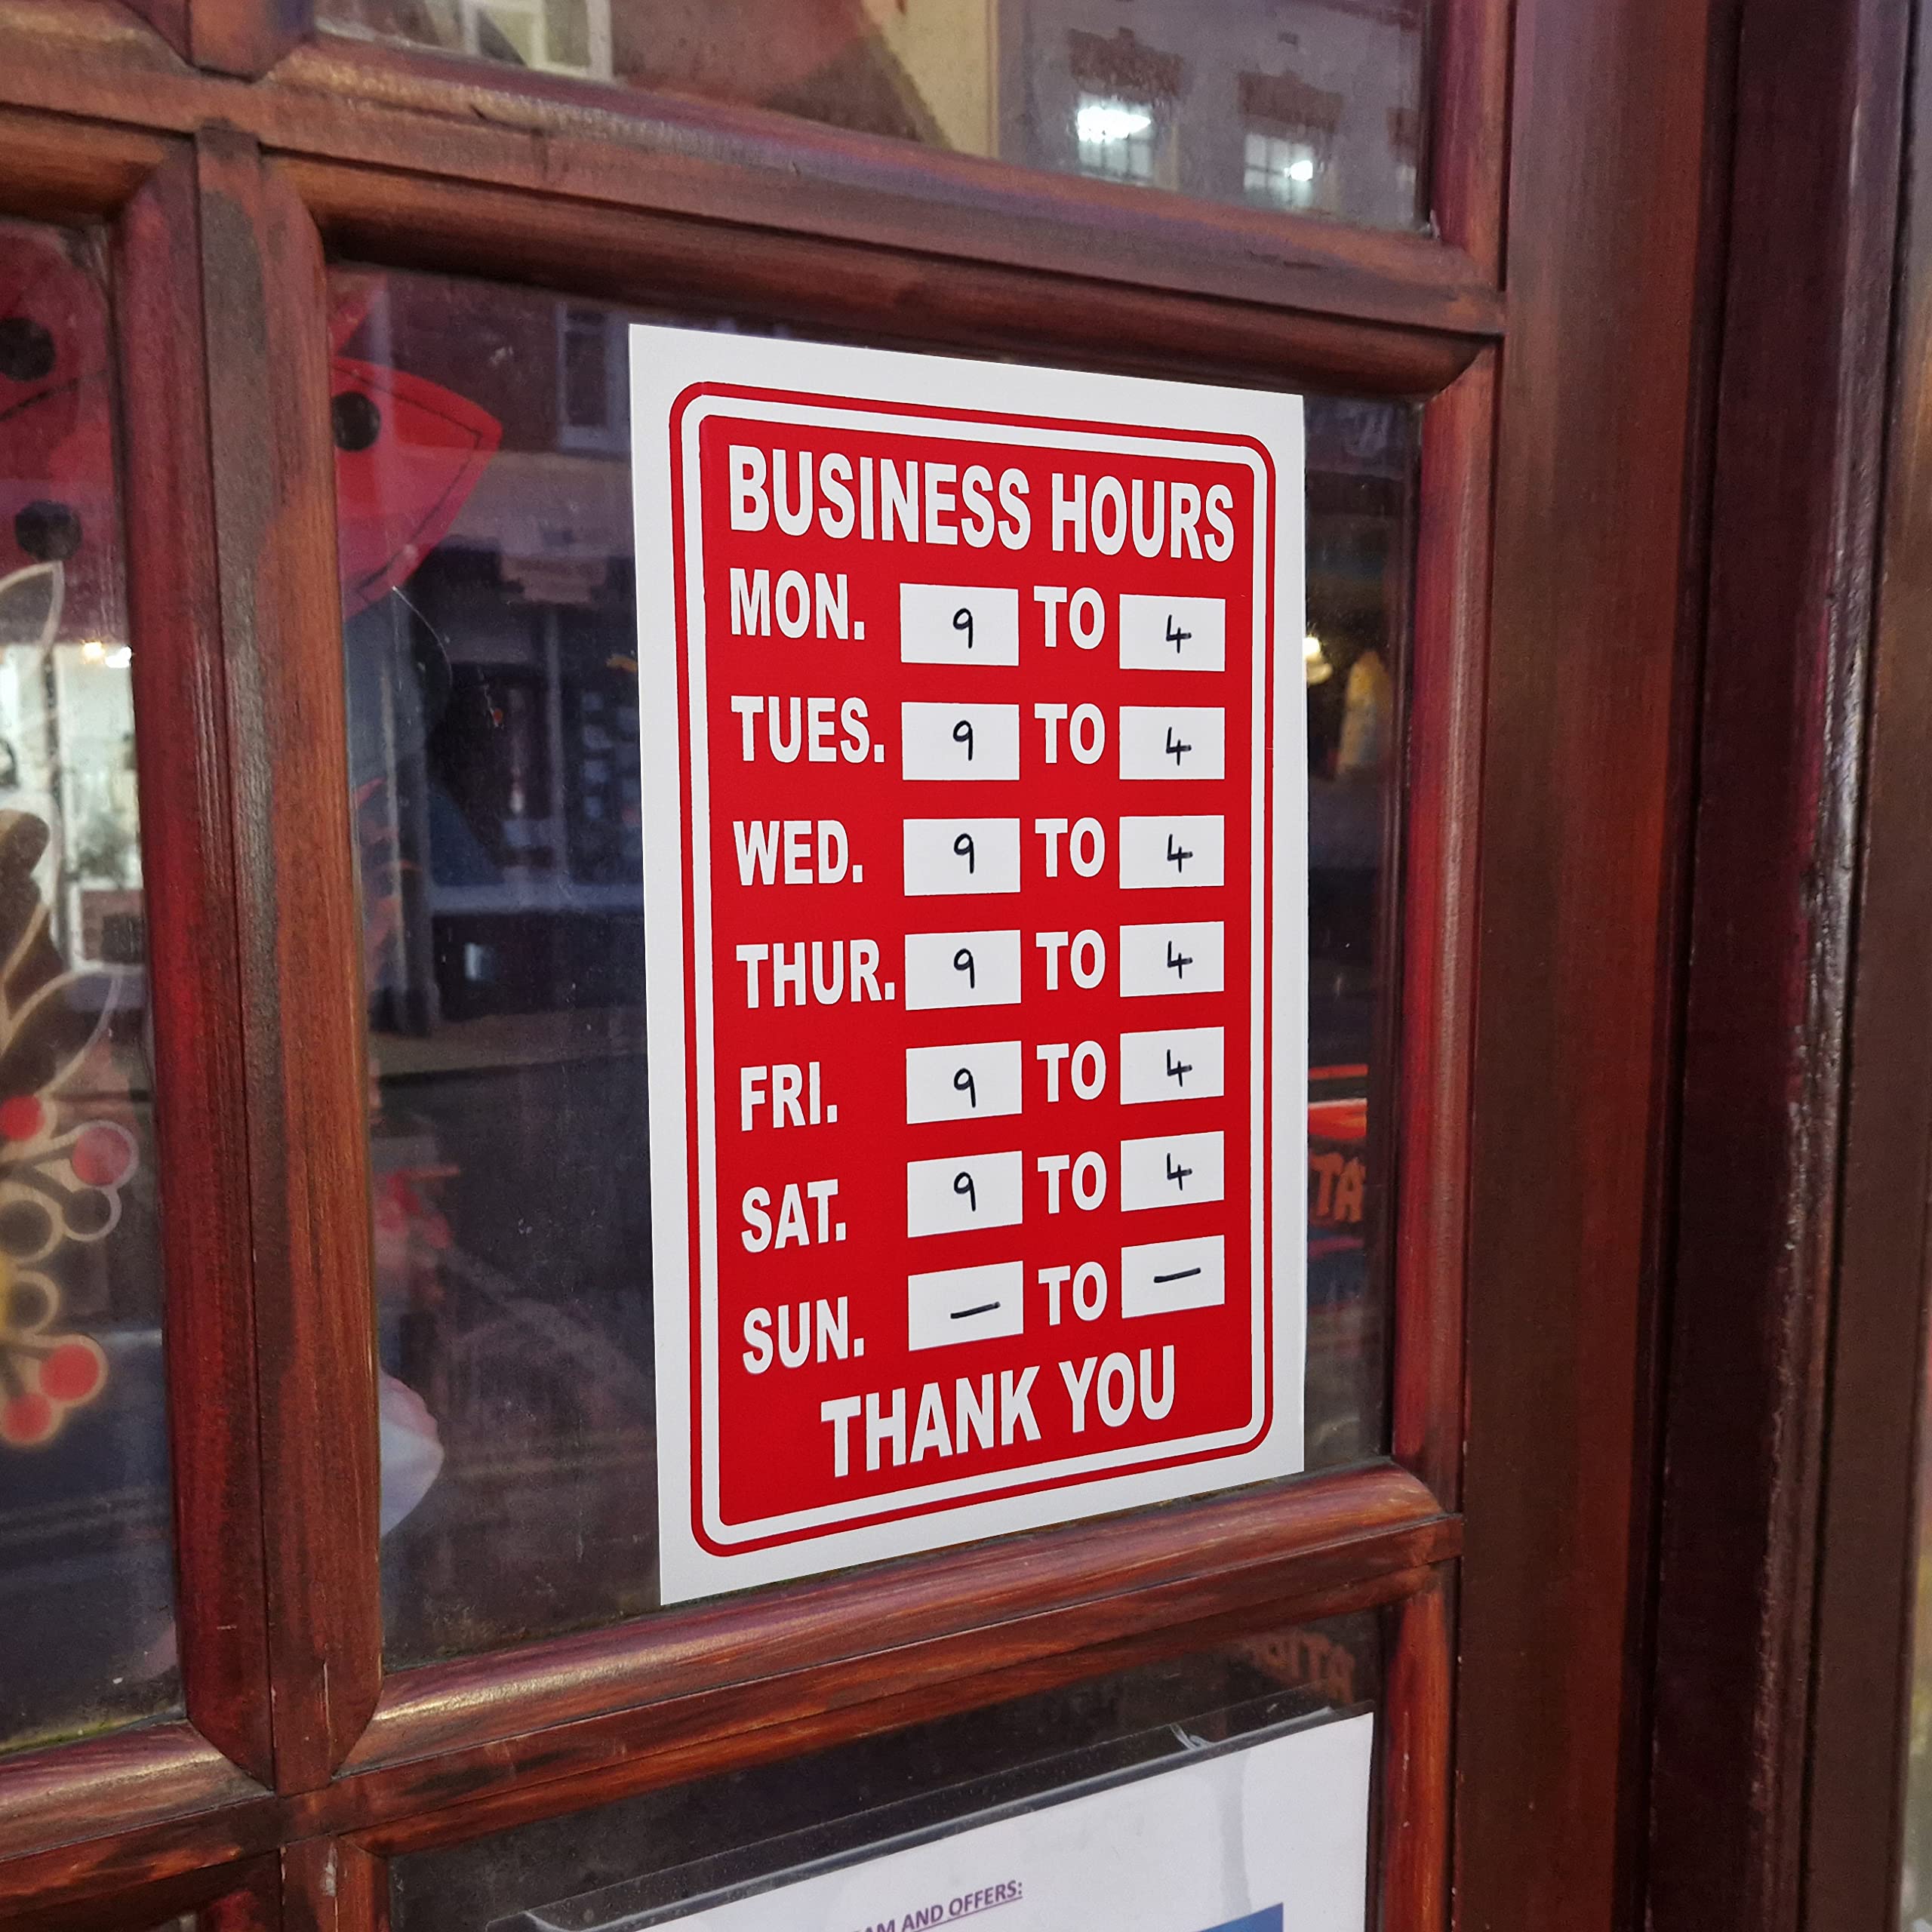 BUSINESS HOURS
MON. 9 TO 4
TUES. 9 TO 4
WED. 9 TO 4
THUR. 9 TO 4
FRI. 9 TO 4
SAT. 9 TO 4
SUN. — TO —
THANK YOU
AND OFFERS: